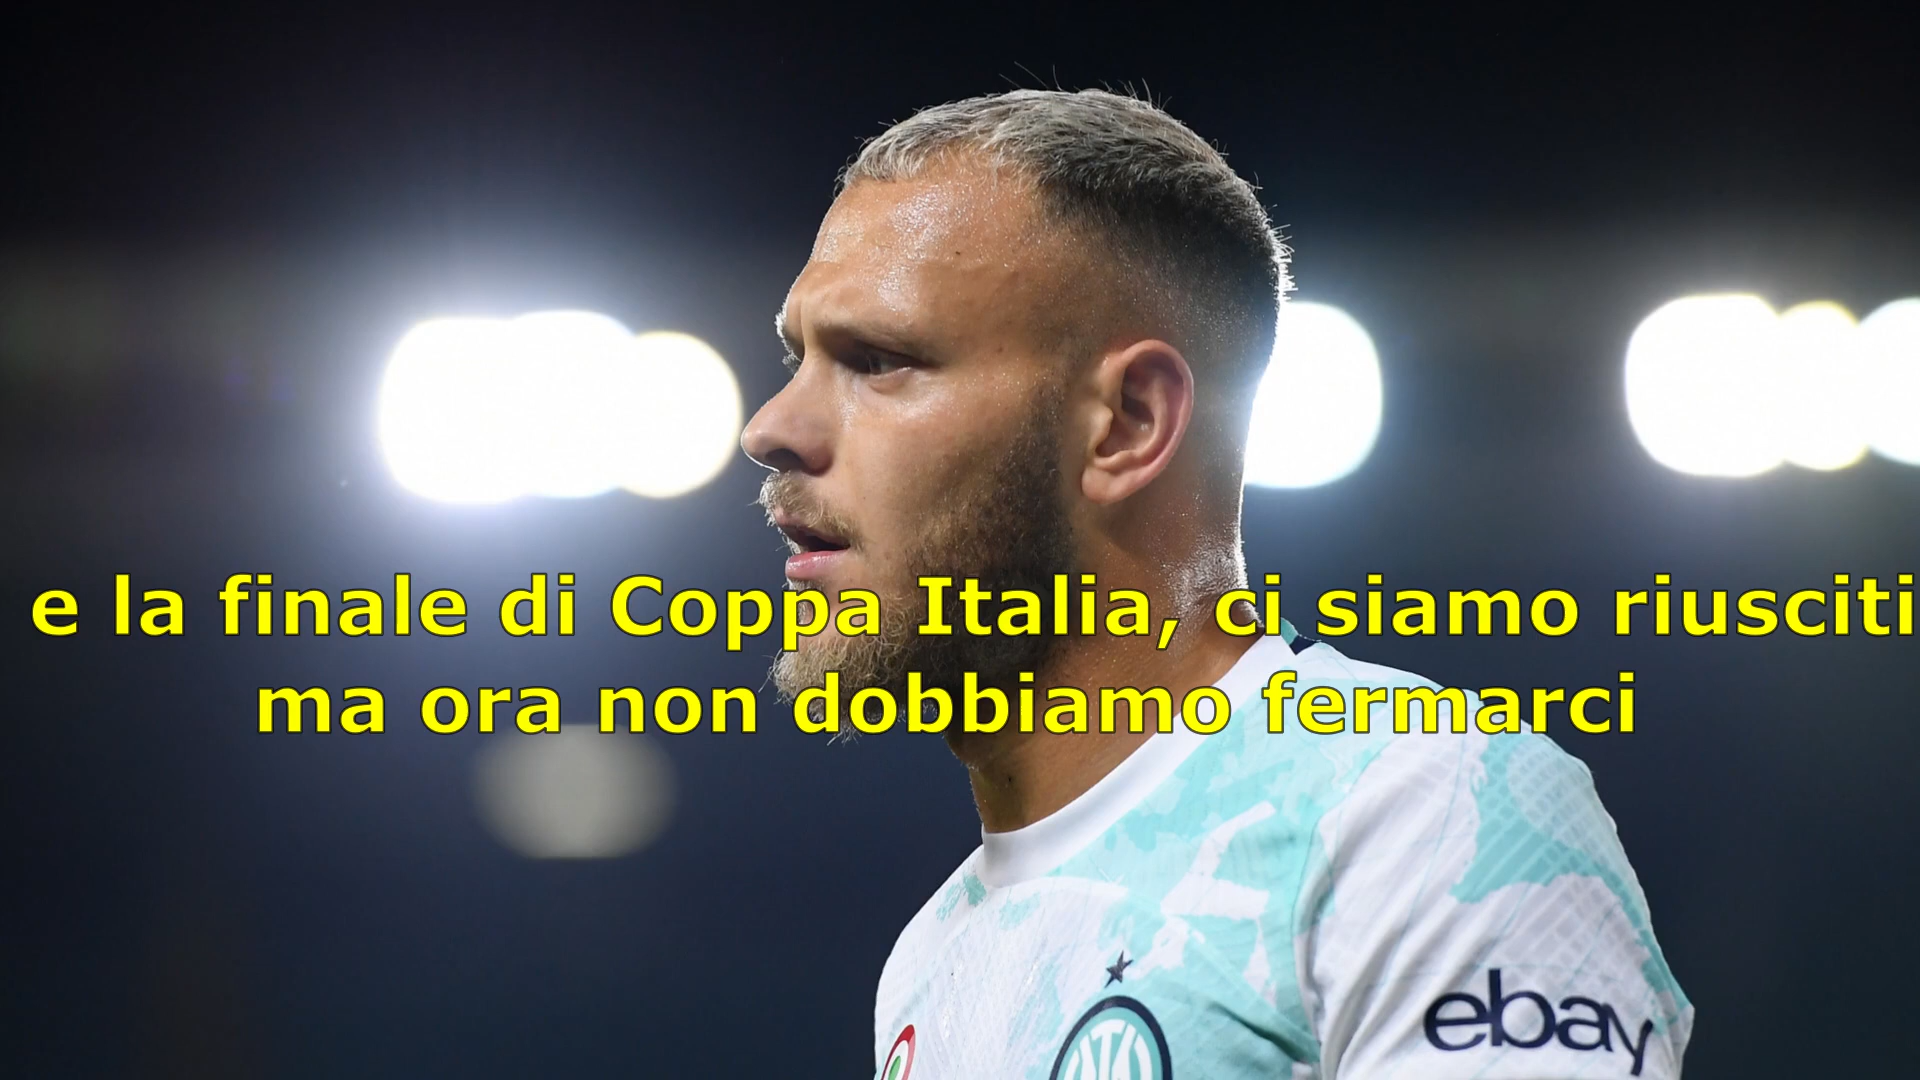 e la finale di Coppa Italia, ci siamo riusciti
ma ora non dobbiamo fermarci
ebay